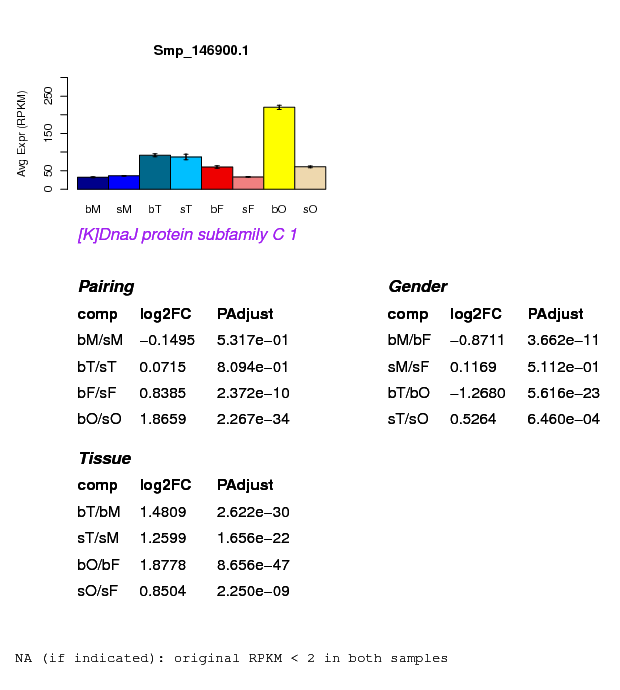 Smp_146900.1
Avg Expr (RPKM)
250
150
50
0
bM sM bT sT bF sF bO sO
[K]DnaJ protein subfamily C 1
Pairing
comp log2FC PAdjust
bM/sM −0.1495 5.317e−01
bT/sT 0.0715 8.094e−01
bF/sF 0.8385 2.372e−10
bO/sO 1.8659 2.267e−34
Gender
comp log2FC PAdjust
bM/bF −0.8711 3.662e−11
sM/sF 0.1169 5.112e−01
bT/bO −1.2680 5.616e−23
sT/sO 0.5264 6.460e−04
Tissue
comp log2FC PAdjust
bT/bM 1.4809 2.622e−30
sT/sM 1.2599 1.656e−22
bO/bF 1.8778 8.656e−47
sO/sF 0.8504 2.250e−09
NA (if indicated): original RPKM < 2 in both samples